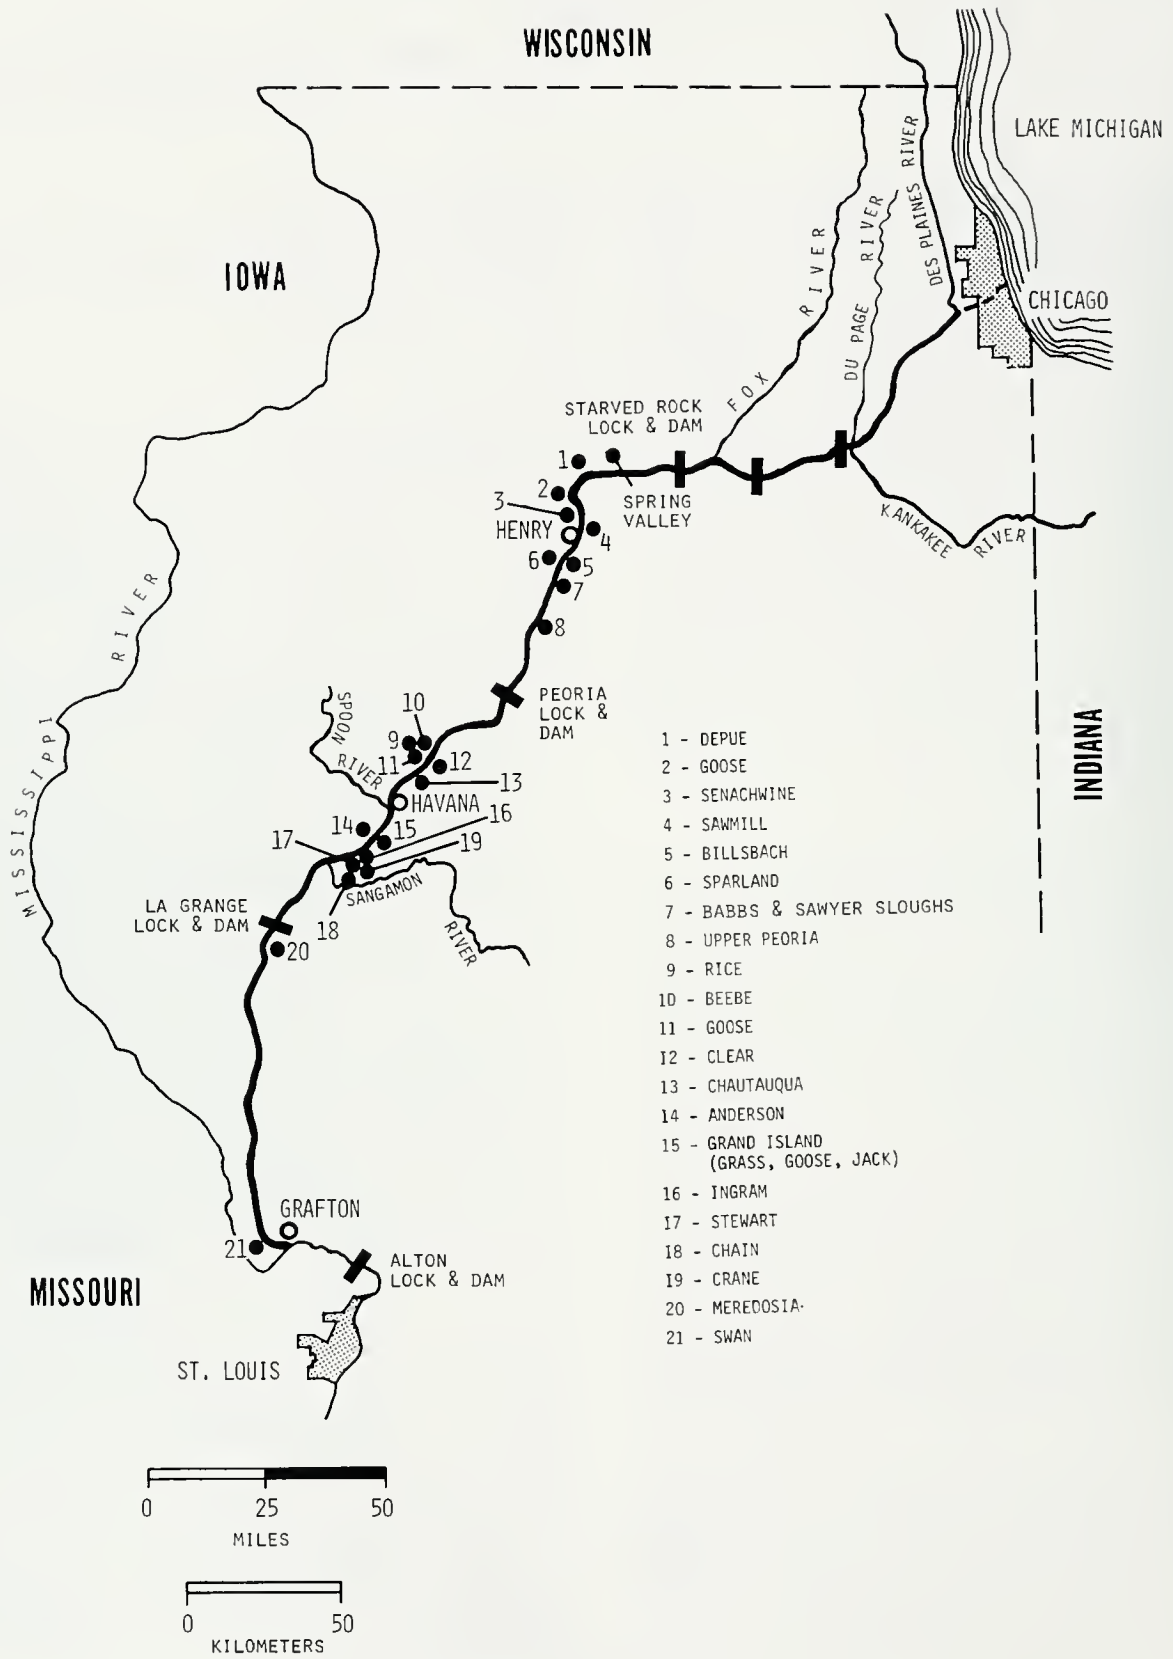 WISCONSIN
LAKE MICHIGAN
IOWA
CHICAGO
FOX RIVER
DU PAGE RIVER
DES PLAINES RIVER
STARVED ROCK
LOCK & DAM
1
2
3
SPRING
VALLEY
HENRY
4
KANKAKEE RIVER
6
5
7
8
MISSISSIPPI RIVER
SPOON RIVER
PEORIA
LOCK &
DAM
10
9
11
12
13
HAVANA
14
15
16
17
19
SANGAMON RIVER
LA GRANGE
LOCK & DAM
18
20
INDIANA
1 - DEPUE
2 - GOOSE
3 - SENACHWINE
4 - SAWMILL
5 - BILLSBACH
6 - SPARLAND
7 - BABBS & SAWYER SLOUGHS
8 - UPPER PEORIA
9 - RICE
10 - BEEBE
11 - GOOSE
12 - CLEAR
13 - CHAUTAUQUA
14 - ANDERSON
15 - GRAND ISLAND
(GRASS, GOOSE, JACK)
16 - INGRAM
17 - STEWART
18 - CHAIN
19 - CRANE
20 - MEREDOSIA
21 - SWAN
GRAFTON
21
ALTON
LOCK & DAM
MISSOURI
ST. LOUIS
0 25 50
MILES
0 50
KILOMETERS